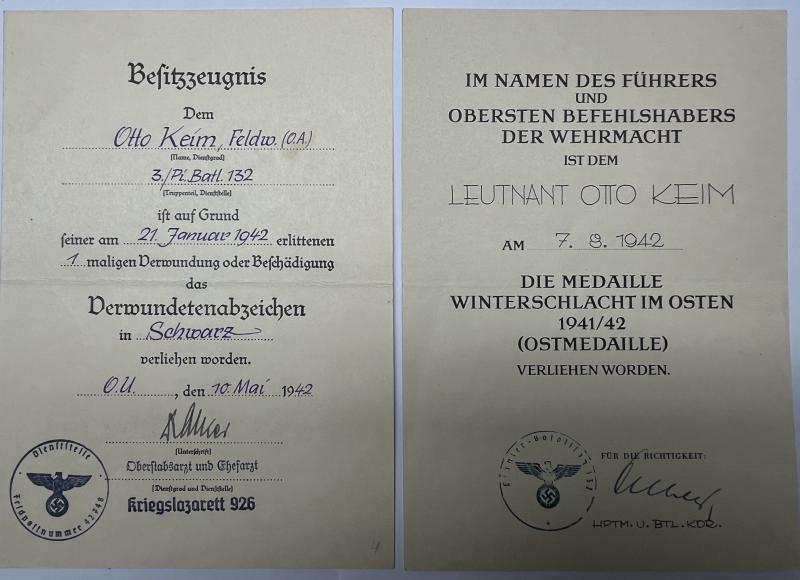 Besitzzeugnis
Dem
Otto Keim, Feldw. (O.A.)
(Name, Dienstgrad)
3./Pi. Batl. 132
(Truppenteil, Dienststelle)
ist auf Grund
seiner am 21. Januar 1942 erlittenen
1 maligen Verwundung oder Beschädigung
das
Verwundetenabzeichen
in Schwarz
verliehen worden.
O.U. , den 10. Mai 1942
(Unterschrift)
Oberstabsarzt und Chefarzt
(Dienstgrad und Dienststelle)
Kriegslazarett 926
Dienststelle
Feldpostnummer
4
IM NAMEN DES FÜHRERS
UND
OBERSTEN BEFEHLSHABERS
DER WEHRMACHT
IST DEM
LEUTNANT OTTO KEIM
AM 7. 8. 1942
DIE MEDAILLE
WINTERSCHLACHT IM OSTEN
1941/42
(OSTMEDAILLE)
VERLIEHEN WORDEN.
FÜR DIE RICHTIGKEIT:
HPTM. U. BTL. KDR.